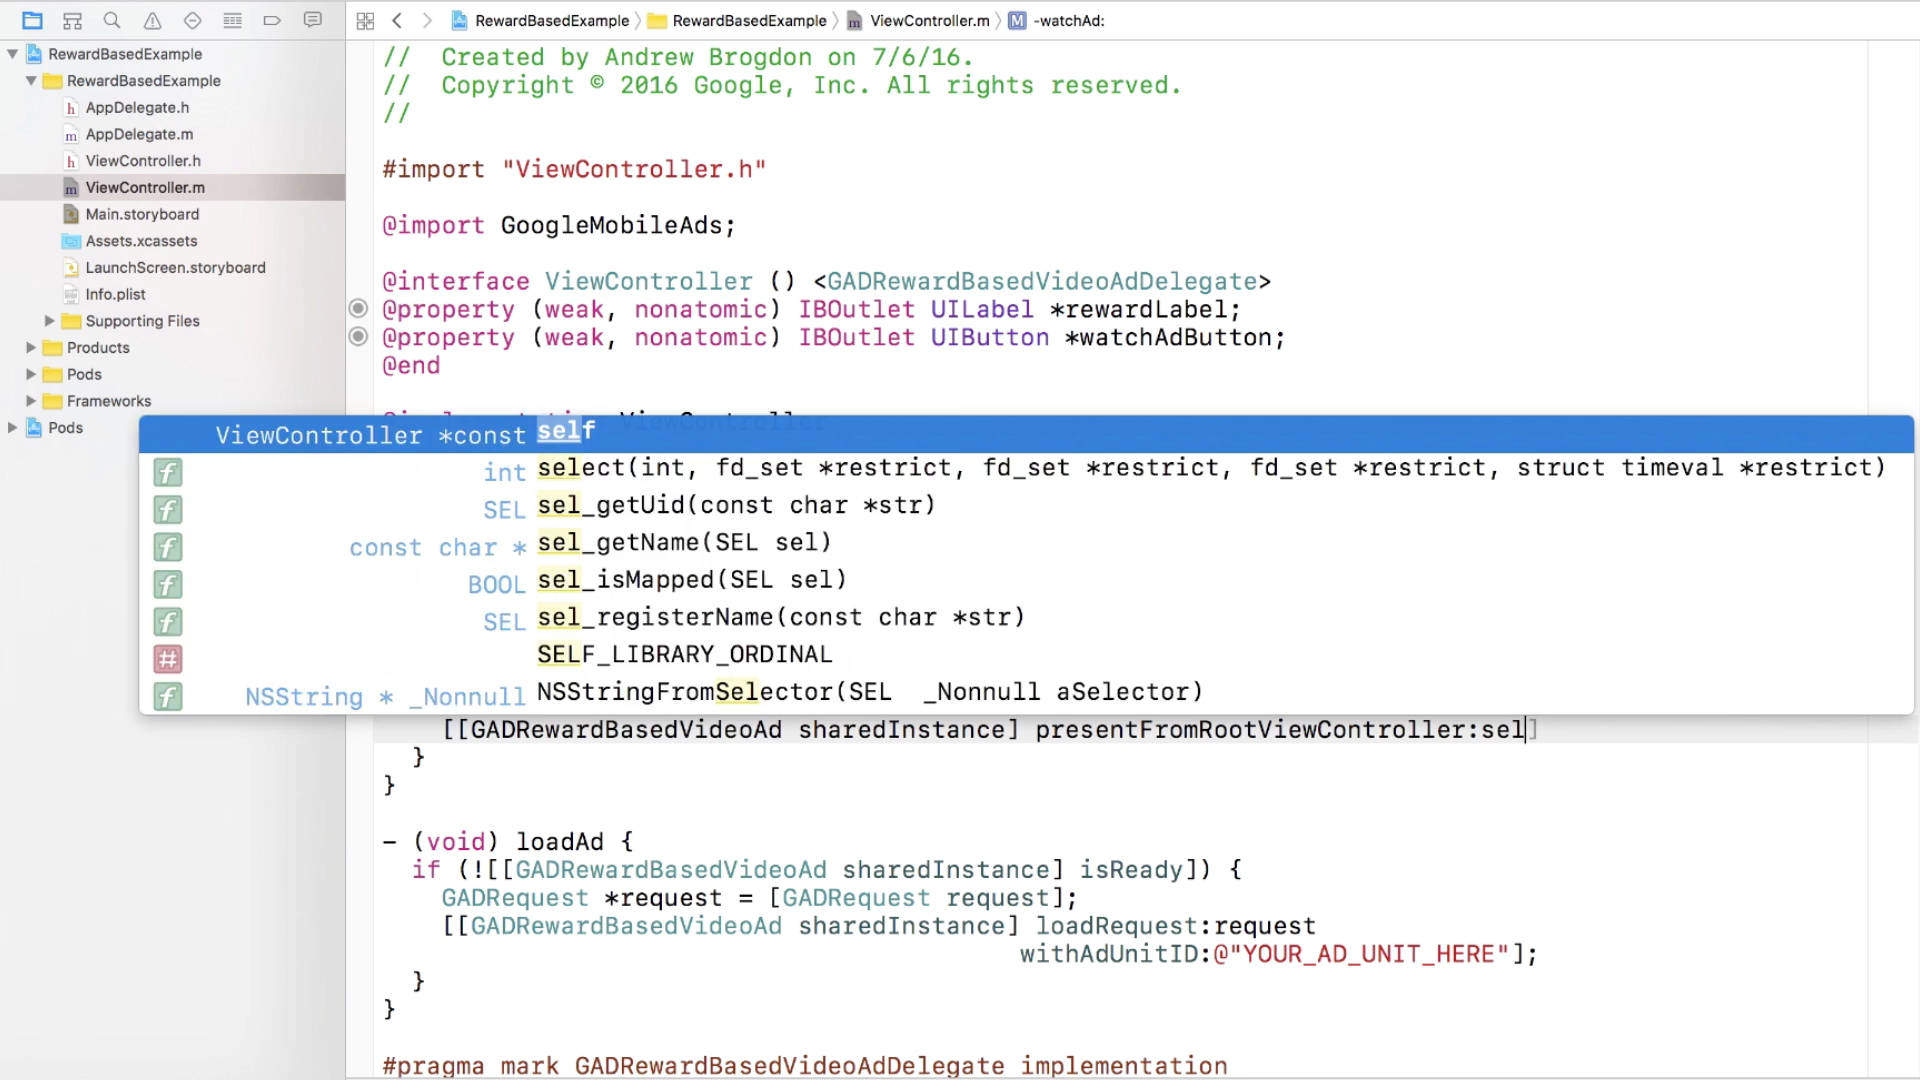 RewardBasedExample
RewardBasedExample
ViewController.m
M
-watchAd:
RewardBasedExample
RewardBasedExample
h AppDelegate.h
m AppDelegate.m
h ViewController.h
m ViewController.m
Main.storyboard
Assets.xcassets
LaunchScreen.storyboard
Info.plist
Supporting Files
Products
Pods
Frameworks
Pods
//  Created by Andrew Brogdon on 7/6/16.
//  Copyright © 2016 Google, Inc. All rights reserved.
//
#import "ViewController.h"
@import GoogleMobileAds;
@interface ViewController () <GADRewardBasedVideoAdDelegate>
@property (weak, nonatomic) IBOutlet UILabel *rewardLabel;
@property (weak, nonatomic) IBOutlet UIButton *watchAdButton;
@end
ViewController *const self
f int select(int, fd_set *restrict, fd_set *restrict, fd_set *restrict, struct timeval *restrict)
f SEL sel_getUid(const char *str)
f const char * sel_getName(SEL sel)
f BOOL sel_isMapped(SEL sel)
f SEL sel_registerName(const char *str)
# SELF_LIBRARY_ORDINAL
f NSString * _Nonnull NSStringFromSelector(SEL  _Nonnull aSelector)
[[GADRewardBasedVideoAd sharedInstance] presentFromRootViewController:sel]
}
}
- (void) loadAd {
if (![[GADRewardBasedVideoAd sharedInstance] isReady]) {
GADRequest *request = [GADRequest request];
[[GADRewardBasedVideoAd sharedInstance] loadRequest:request
withAdUnitID:@"YOUR_AD_UNIT_HERE"];
}
}
#pragma mark GADRewardBasedVideoAdDelegate implementation